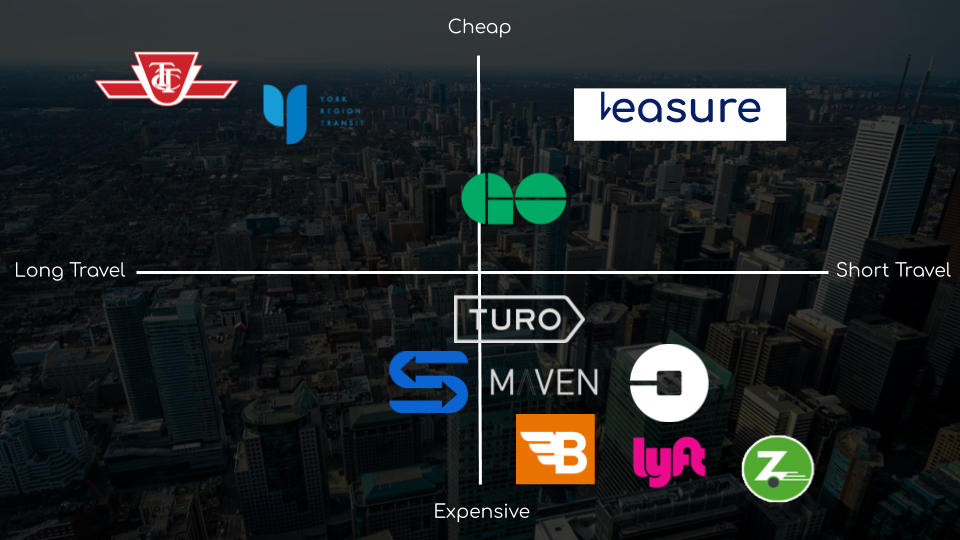 Cheap
TTC
YORK
REGION
TRANSIT
leasure
GO
Long Travel
Short Travel
TURO
MAVEN
B
lyft
Z
Expensive